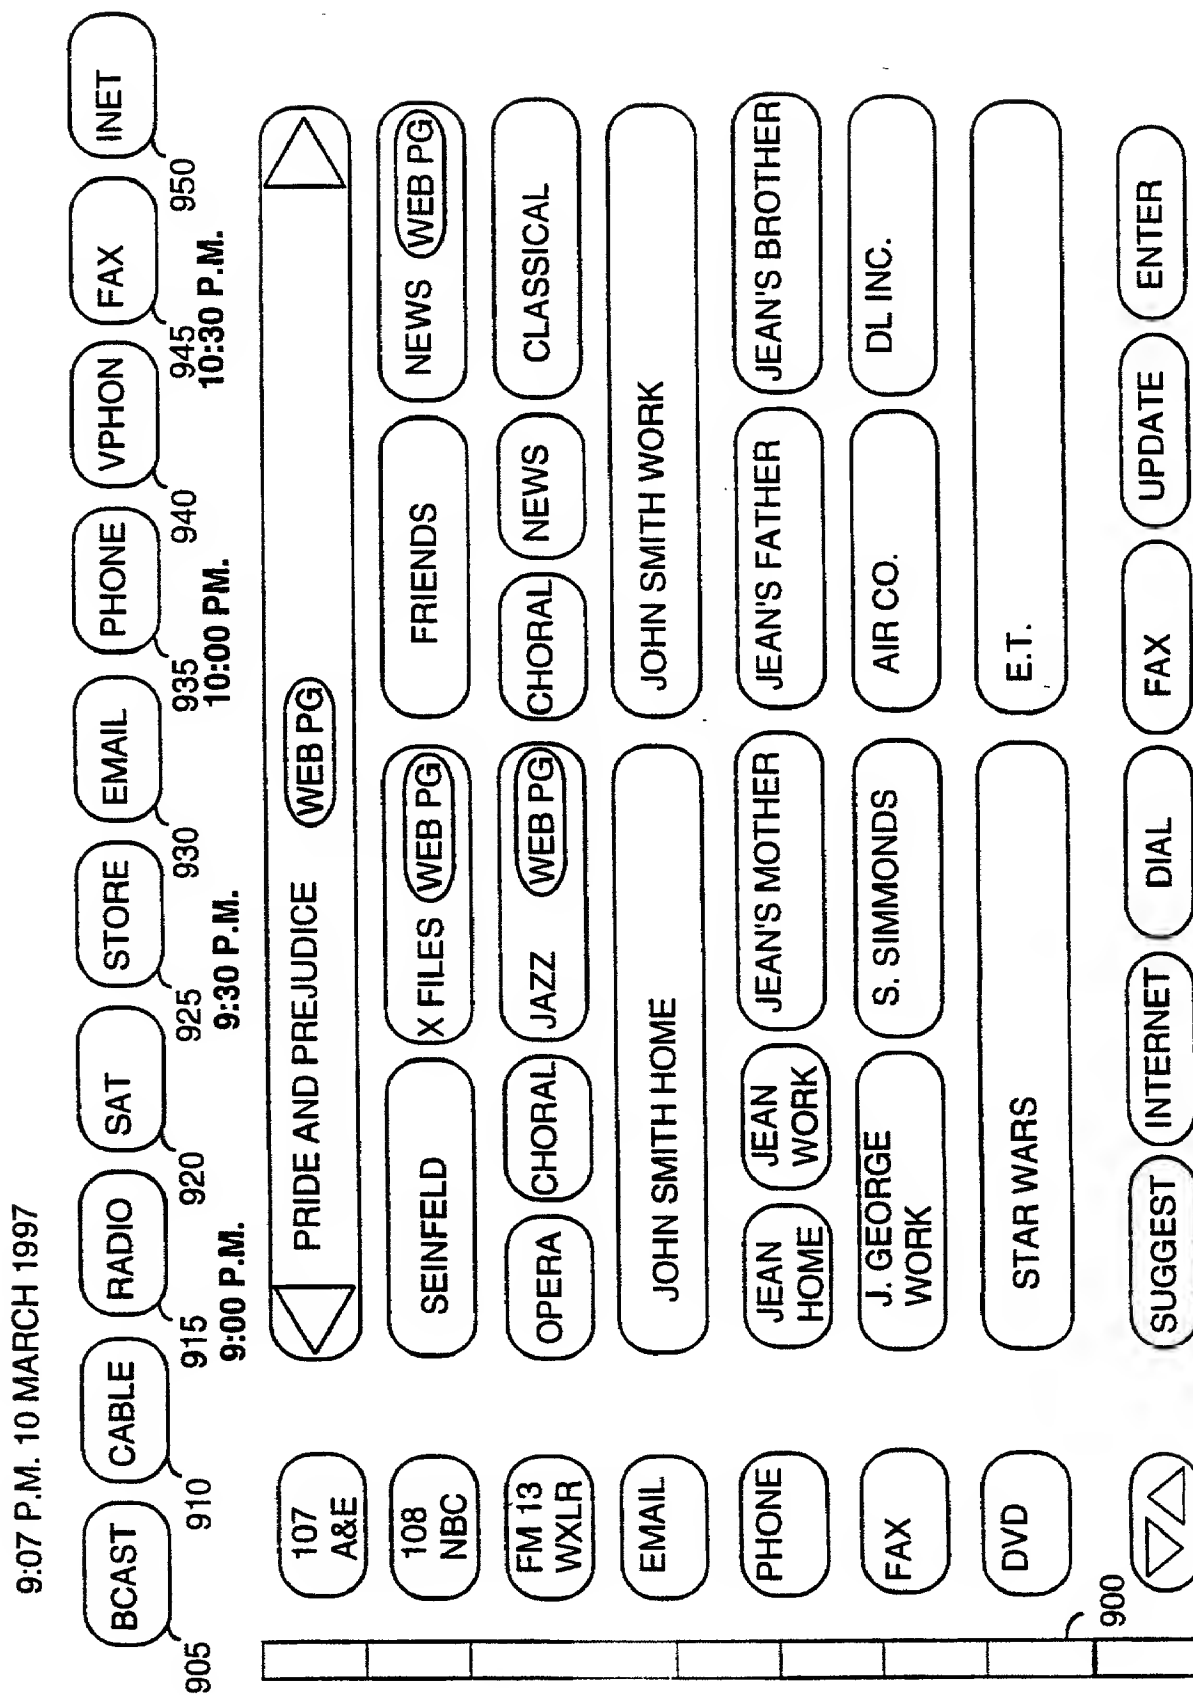 9:07 P.M. 10 MARCH 1997
BCAST CABLE RADIO SAT STORE EMAIL PHONE VPHON FAX INET
905 910 915 920 925 930 935 940 945 950
9:00 P.M. 9:30 P.M. 10:00 PM. 10:30 P.M.
107 A&E PRIDE AND PREJUDICE WEB PG
108 NBC SEINFELD X FILES WEB PG FRIENDS NEWS WEB PG
FM 13 WXLR OPERA CHORAL JAZZ WEB PG CHORAL NEWS CLASSICAL
EMAIL JOHN SMITH HOME JOHN SMITH WORK
PHONE JEAN HOME JEAN WORK JEAN'S MOTHER JEAN'S FATHER JEAN'S BROTHER
FAX J. GEORGE WORK S. SIMMONDS AIR CO. DL INC.
DVD STAR WARS E.T.
900
SUGGEST INTERNET DIAL FAX UPDATE ENTER